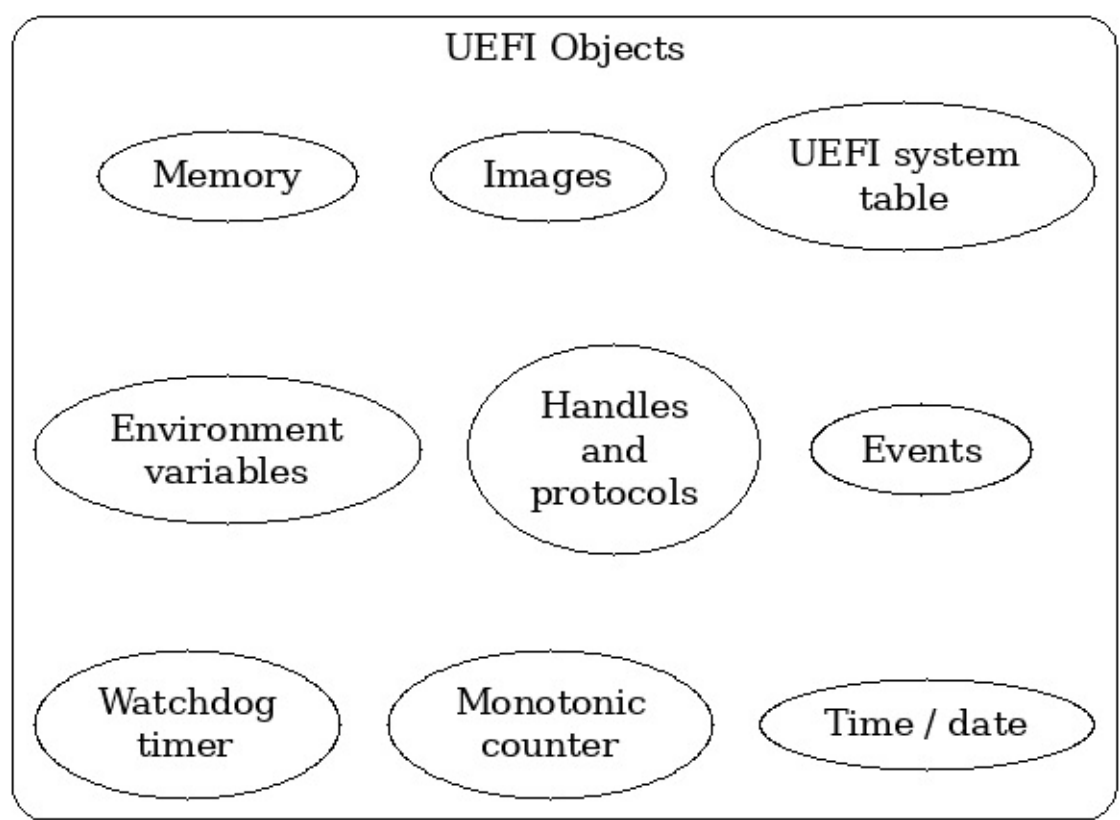 UEFI Objects
Memory
Images
UEFI system
table
Environment
variables
Handles
and
protocols
Events
Watchdog
timer
Monotonic
counter
Time / date